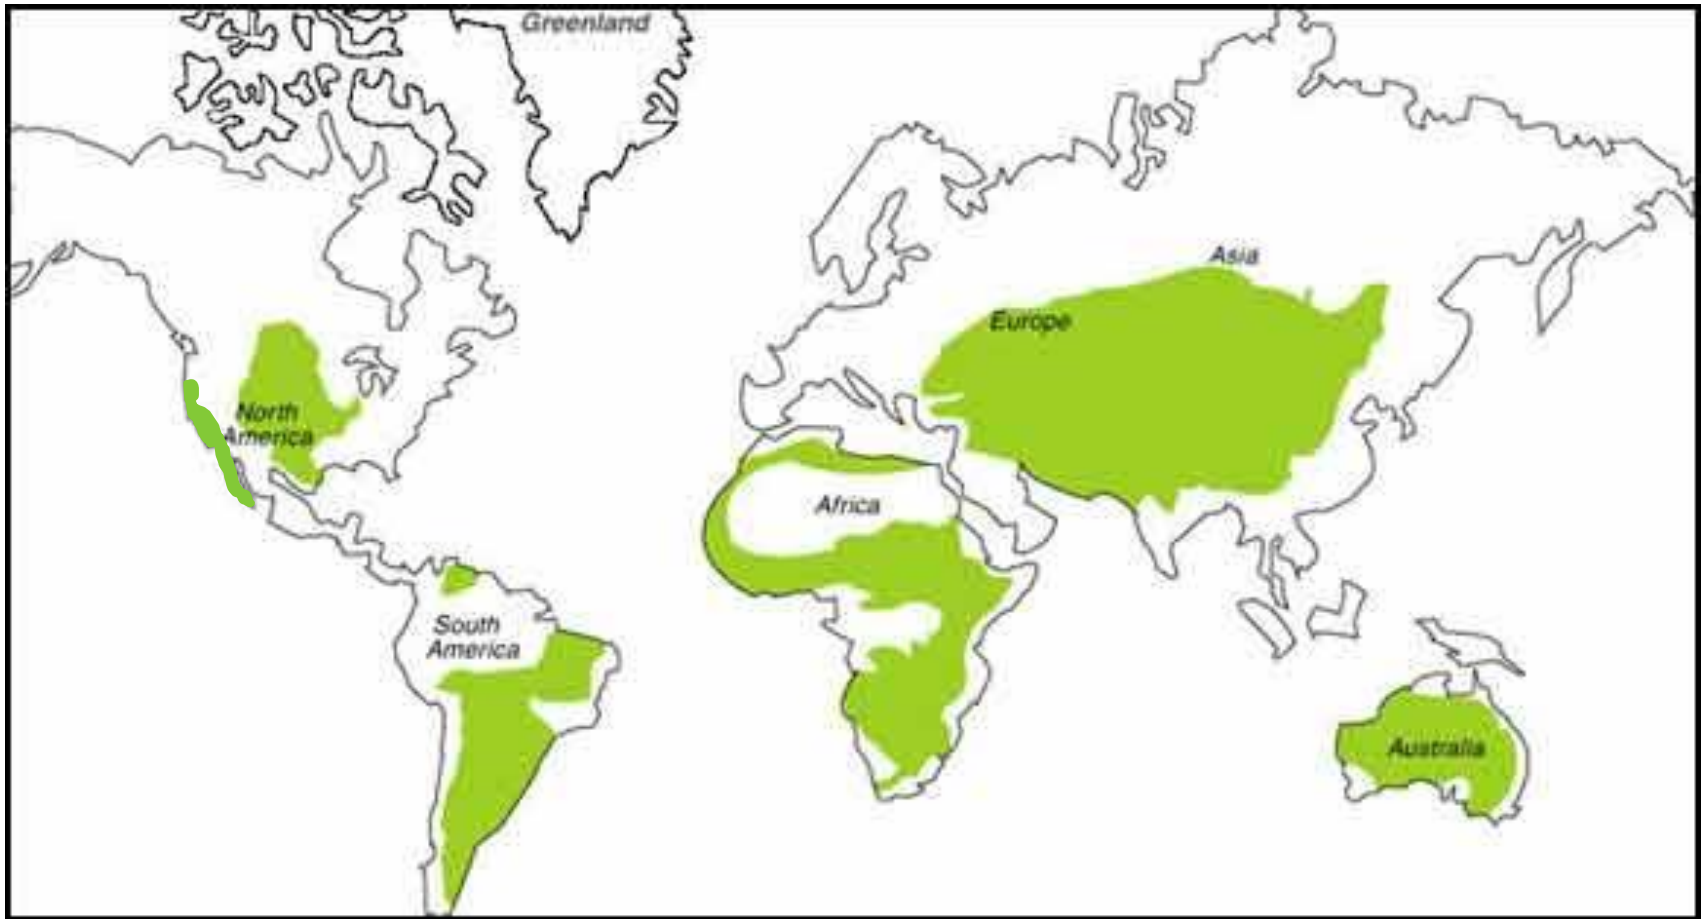 Greenland
Asia
Europe
North
America
Africa
South
America
Australia